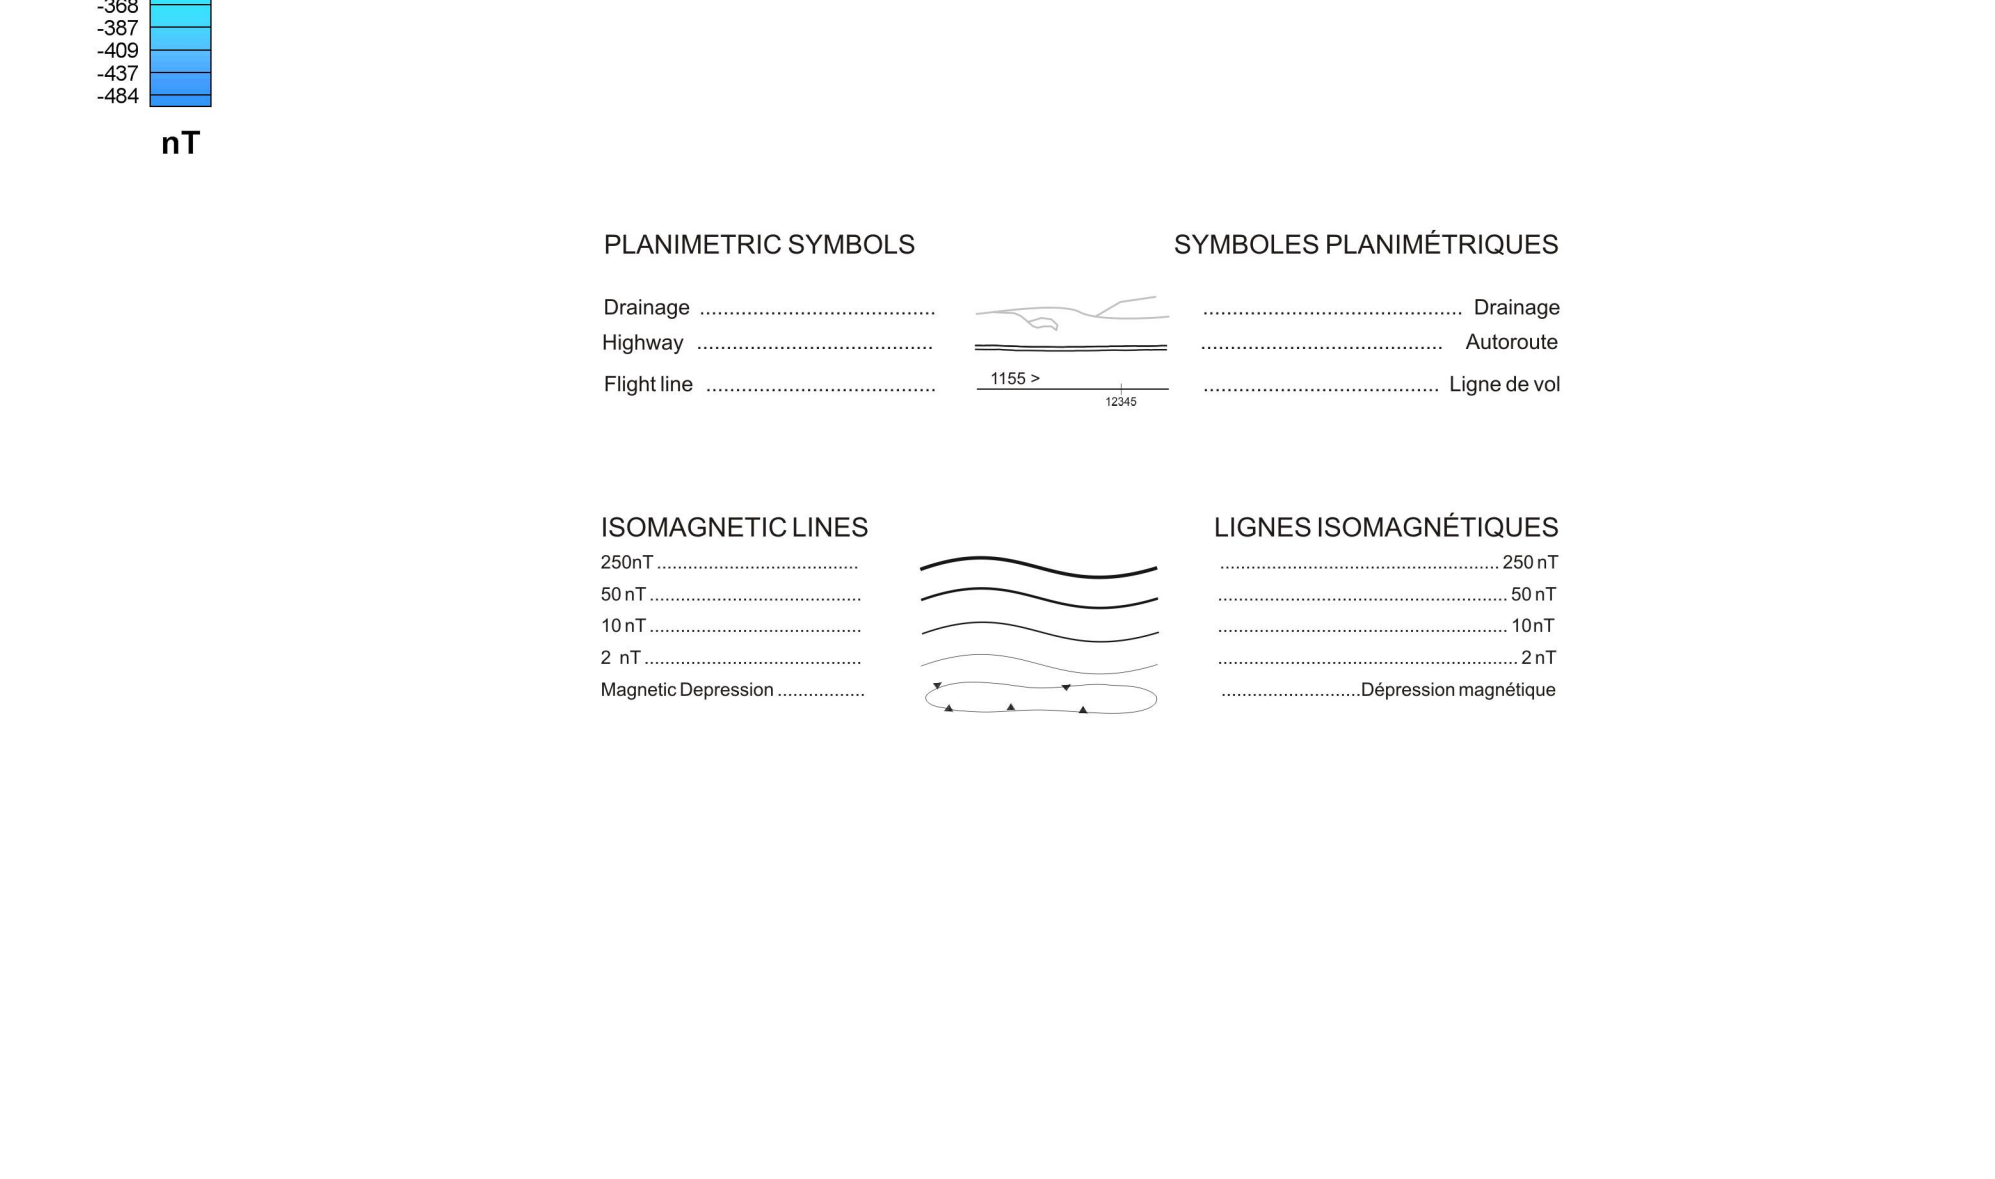 -368
-387
-409
-437
-484
nT
PLANIMETRIC SYMBOLS SYMBOLES PLANIMÉTRIQUES
Drainage ........................................ ............................................ Drainage
Highway ........................................ ......................................... Autoroute
1155 >
Flight line ....................................... ........................................ Ligne de vol
12345
ISOMAGNETIC LINES LIGNES ISOMAGNÉTIQUES
250nT ........................................ ....................................................... 250 nT
50 nT .......................................... ......................................................... 50 nT
10 nT .......................................... ......................................................... 10nT
2 nT ........................................... ........................................................... 2 nT
Magnetic Depression ................. ...........................Dépression magnétique